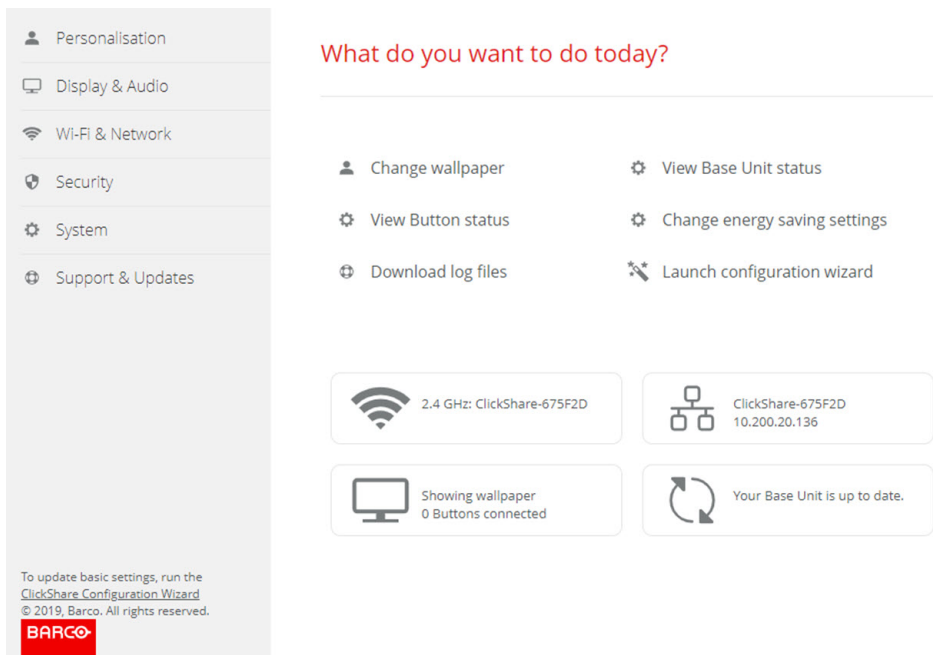 Personalisation
Display & Audio
Wi-Fi & Network
Security
System
Support & Updates
To update basic settings, run the
ClickShare Configuration Wizard
© 2019, Barco. All rights reserved.
BARCO
What do you want to do today?
Change wallpaper
View Base Unit status
View Button status
Change energy saving settings
Download log files
Launch configuration wizard
2.4 GHz: ClickShare-675F2D
ClickShare-675F2D
10.200.20.136
Showing wallpaper
0 Buttons connected
Your Base Unit is up to date.